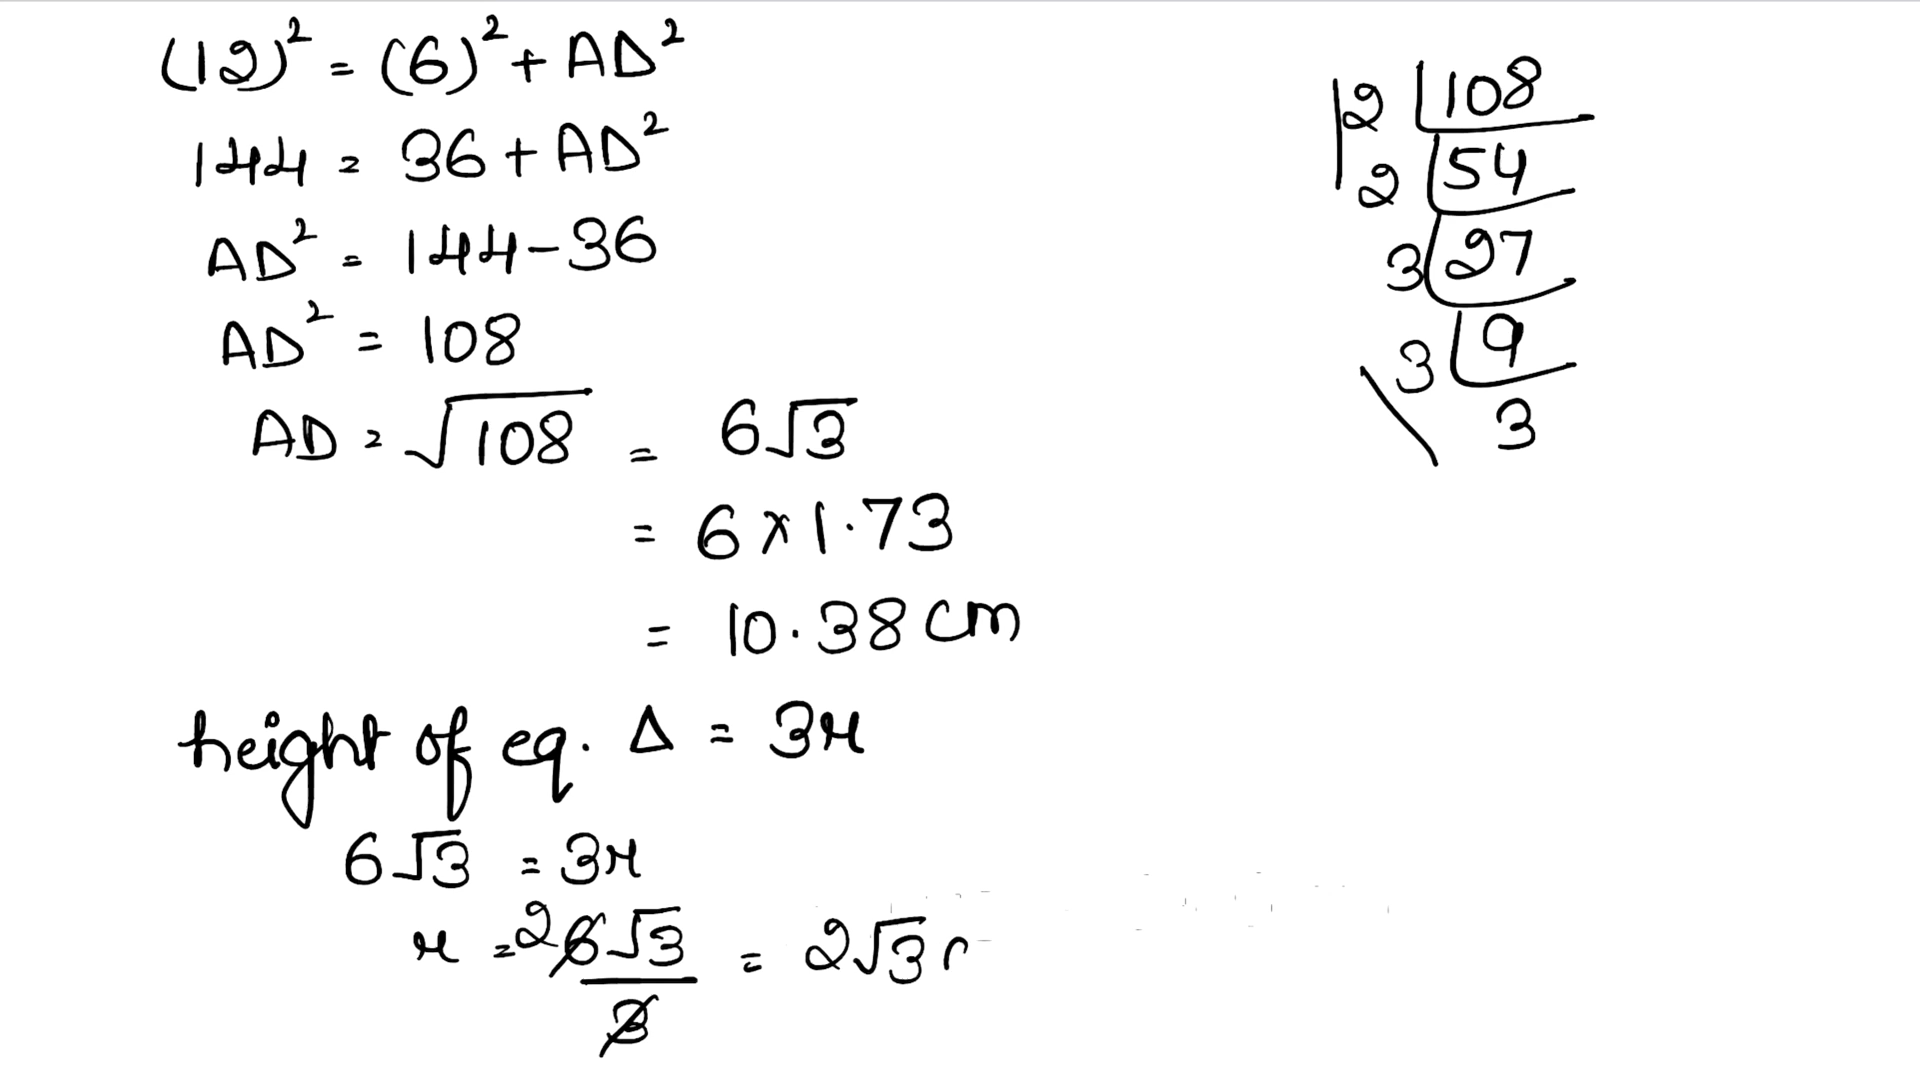 (12)² = (6)² + AD²
144 = 36 + AD²
AD² = 144 - 36
AD² = 108
AD = √108 = 6√3
= 6 × 1.73
= 10.38 cm
height of eq. Δ = 3r
6√3 = 3r
r = 2 6√3 / 3 = 2√3
2 | 108
2 | 54
3 | 27
3 | 9
3